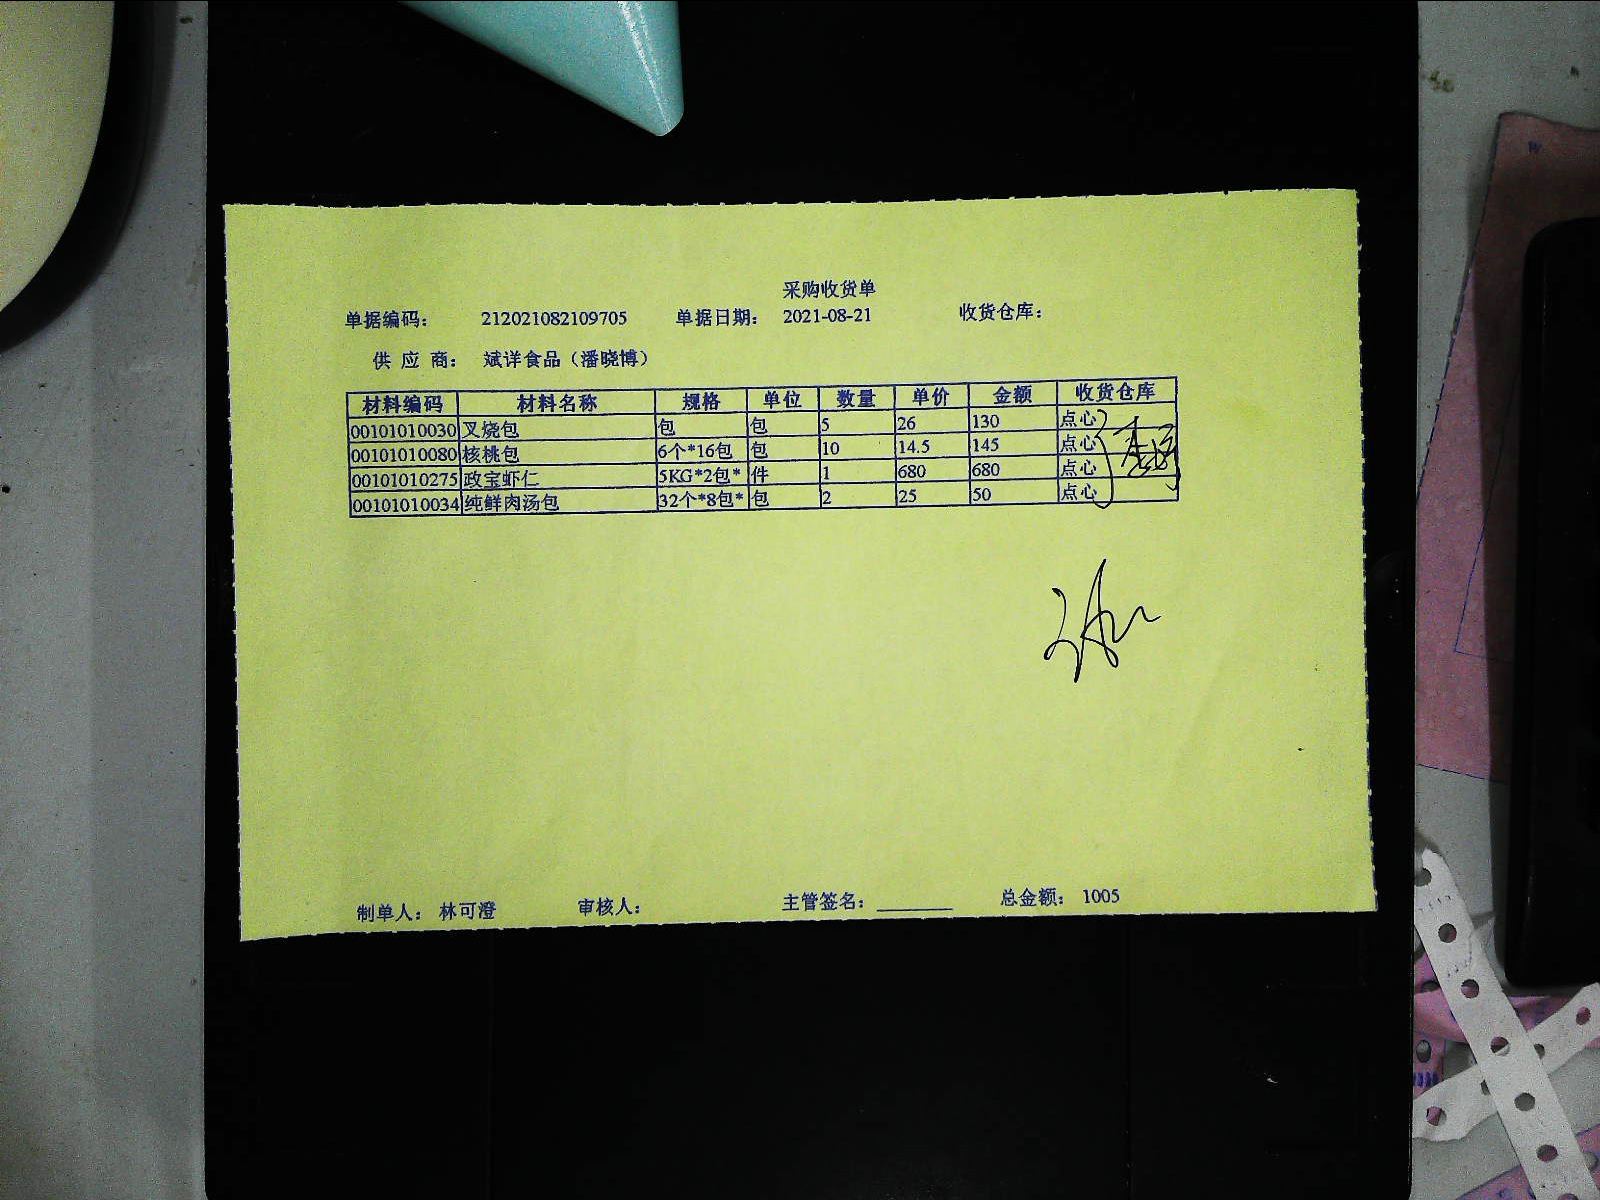 采购收货单
单据编码： 212021082109705 单据日期： 2021-08-21 收货仓库：
供 应 商： 斌详食品（潘晓博）
材料编码 材料名称 规格 单位 数量 单价 金额 收货仓库
00101010030 叉烧包 包 包 5 26 130 点心
00101010080 核桃包 6个*16包 包 10 14.5 145 点心
00101010275 政宝虾仁 5KG*2包* 件 1 680 680 点心
00101010034 纯鲜肉汤包 32个*8包* 包 2 25 50 点心
制单人： 林可澄 审核人： 主管签名： 总金额： 1005